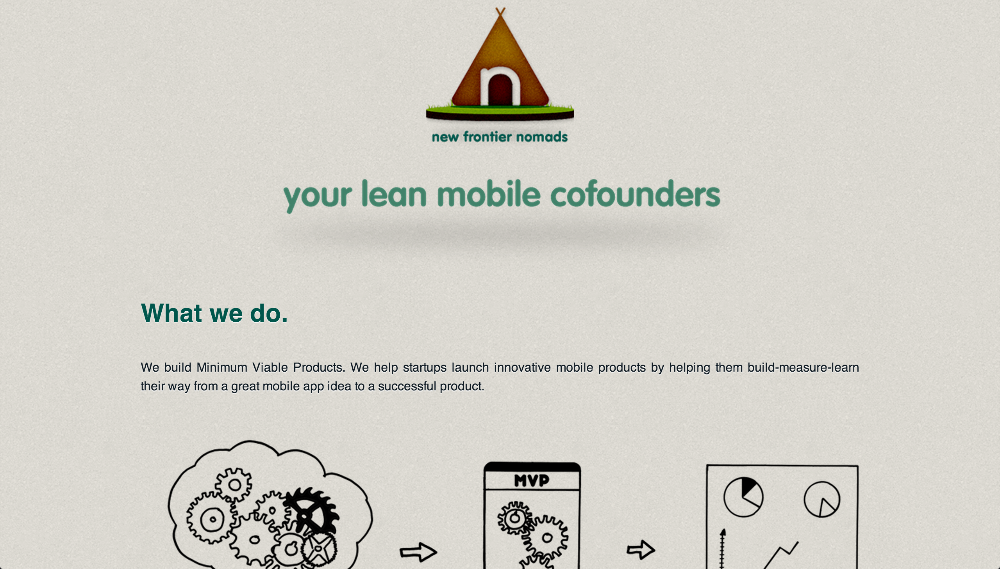 new frontier nomads
your lean mobile cofounders
What we do.
We build Minimum Viable Products. We help startups launch innovative mobile products by helping them build-measure-learn
their way from a great mobile app idea to a successful product.
MVP